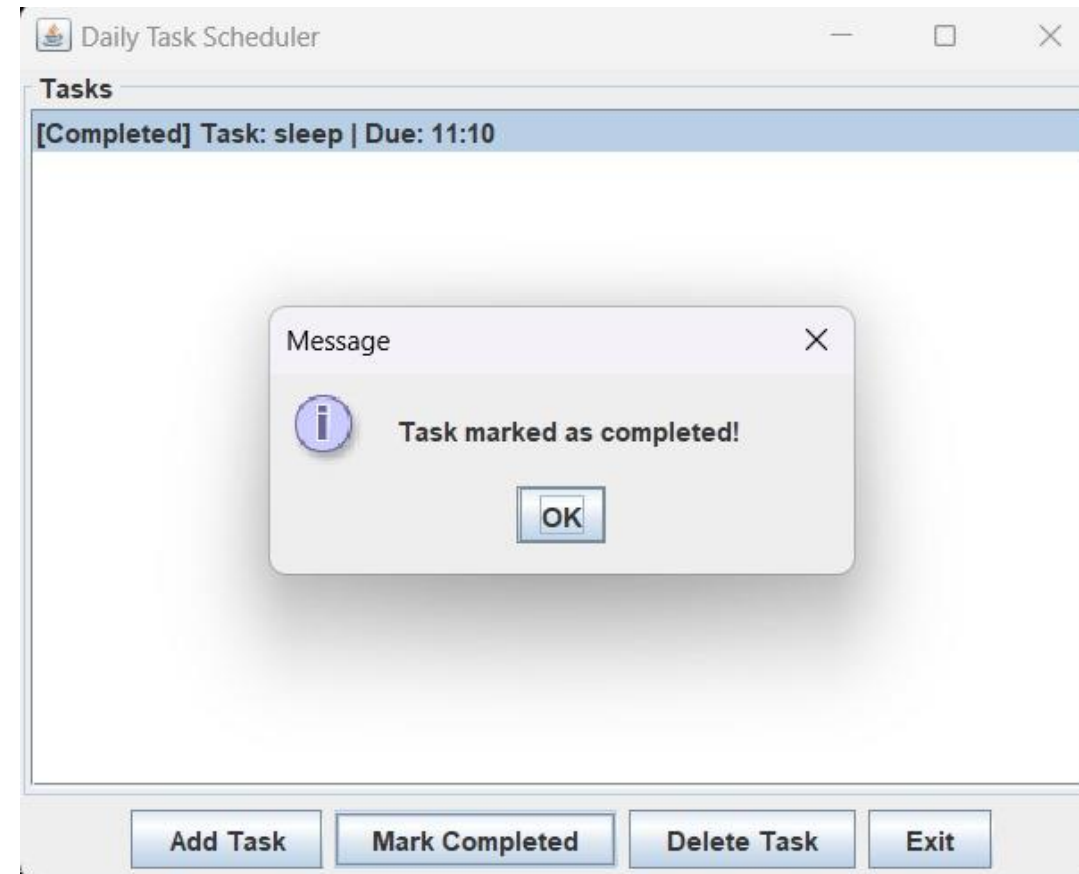 Daily Task Scheduler
Tasks
[Completed] Task: sleep | Due: 11:10
Message
i
Task marked as completed!
OK
Add Task Mark Completed Delete Task Exit